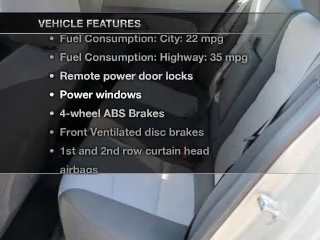 VEHICLE FEATURES
• Fuel Consumption: City: 22 mpg
• Fuel Consumption: Highway: 35 mpg
• Remote power door locks
• Power windows
• 4-wheel ABS Brakes
• Front Ventilated disc brakes
• 1st and 2nd row curtain head
airbags